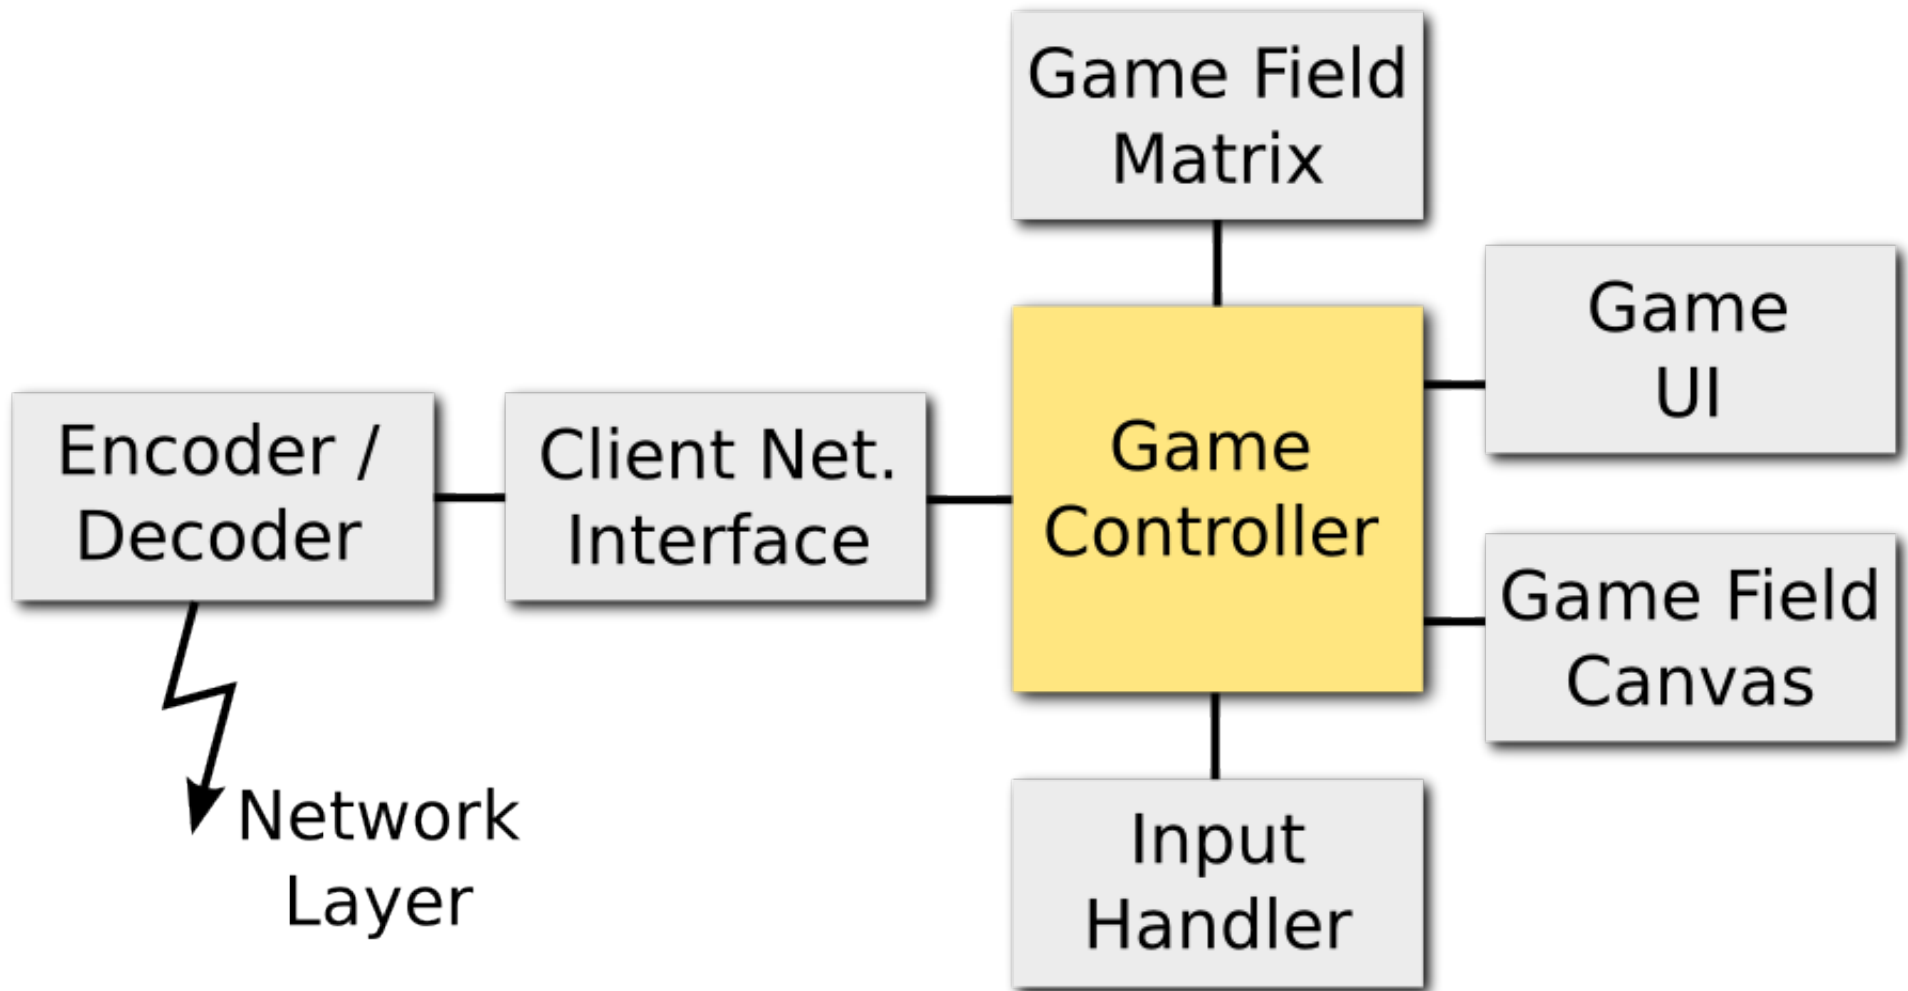 Game Field
Matrix
Game
UI
Encoder /
Decoder
Client Net.
Interface
Game
Controller
Game Field
Canvas
Network
Layer
Input
Handler